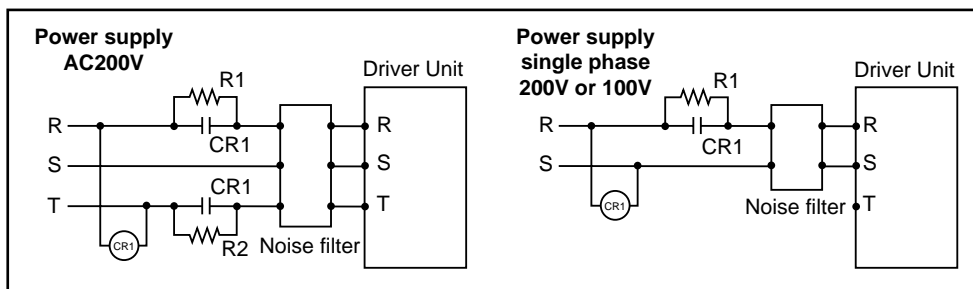 Power supply
AC200V
Driver Unit
R1
R
CR1
R
S
S
CR1
T
T
CR1
R2
Noise filter
Power supply
single phase
200V or 100V
Driver Unit
R1
R
CR1
R
S
S
CR1
Noise filter
T